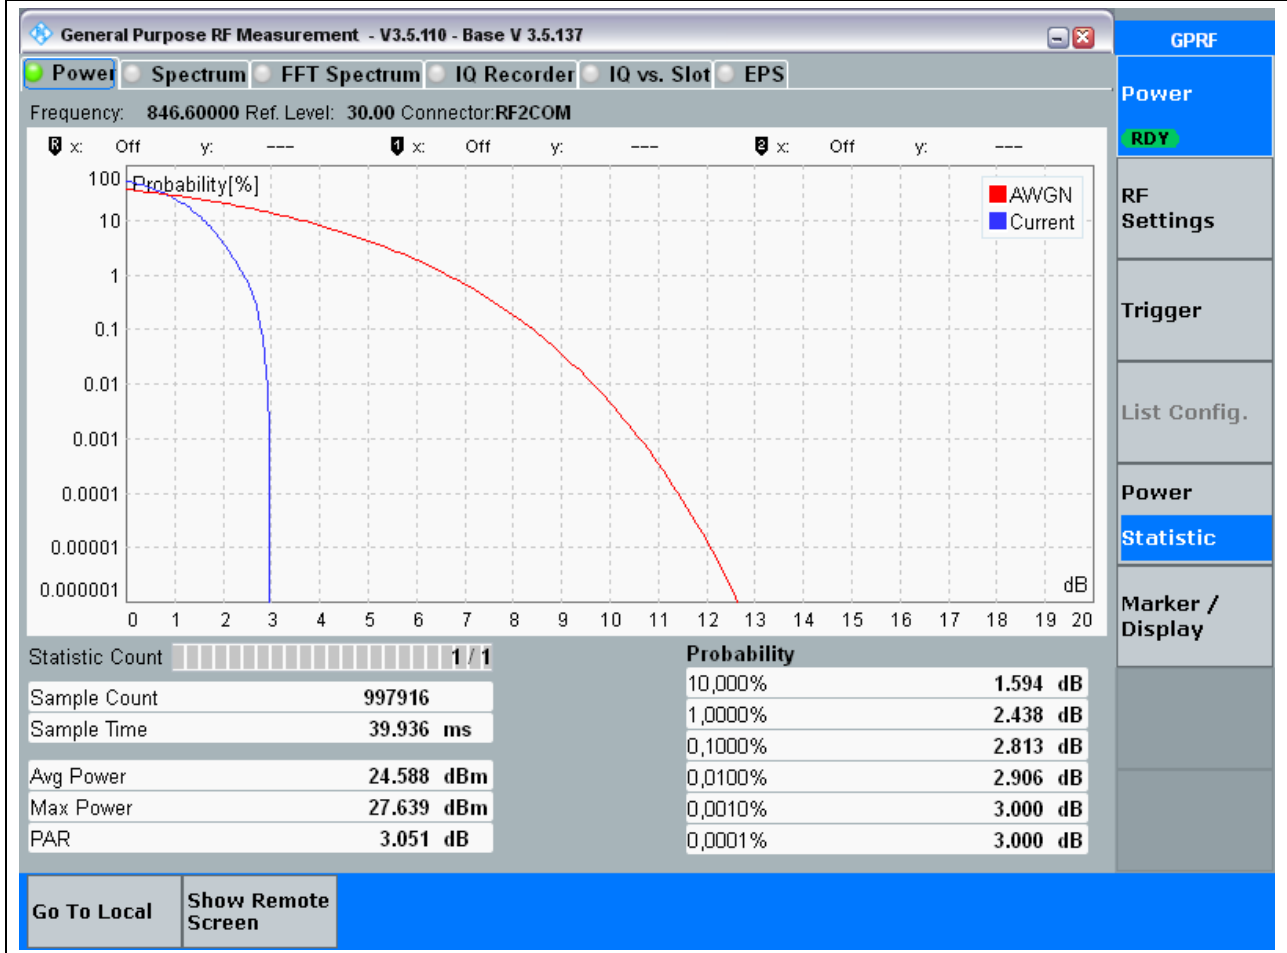 General Purpose RF Measurement - V3.5.110 - Base V 3.5.137
GPRF
Power Spectrum FFT Spectrum IQ Recorder IQ vs. Slot EPS
Frequency: 846.60000 Ref. Level: 30.00 Connector:RF2COM
R x: Off y: --- 1 x: Off y: --- 2 x: Off y: ---
Probability[%]
AWGN
Current
100
10
1
0.1
0.01
0.001
0.0001
0.00001
0.000001
dB
0 1 2 3 4 5 6 7 8 9 10 11 12 13 14 15 16 17 18 19 20
Statistic Count 1 / 1
Sample Count 997916
Sample Time 39.936 ms
Avg Power 24.588 dBm
Max Power 27.639 dBm
PAR 3.051 dB
Probability
10,000% 1.594 dB
1,0000% 2.438 dB
0,1000% 2.813 dB
0,0100% 2.906 dB
0,0010% 3.000 dB
0,0001% 3.000 dB
Power
RDY
RF
Settings
Trigger
List Config.
Power
Statistic
Marker /
Display
Go To Local
Show Remote
Screen